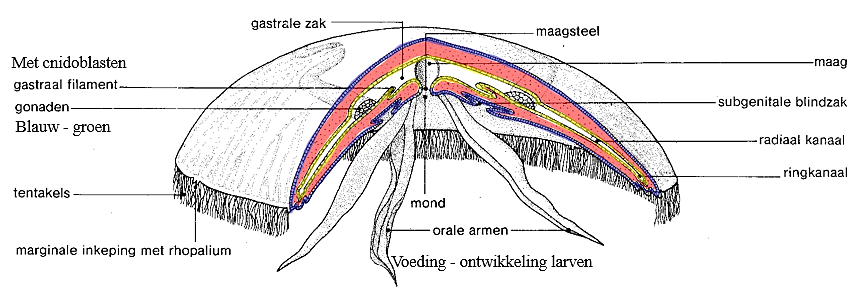 gastrale zak
maagsteel
Met cnidoblasten
maag
gastraal filament
gonaden
subgenitale blindzak
Blauw - groen
radiaal kanaal
ringkanaal
tentakels
mond
orale armen
marginale inkeping met rhopalium
Voeding - ontwikkeling larven